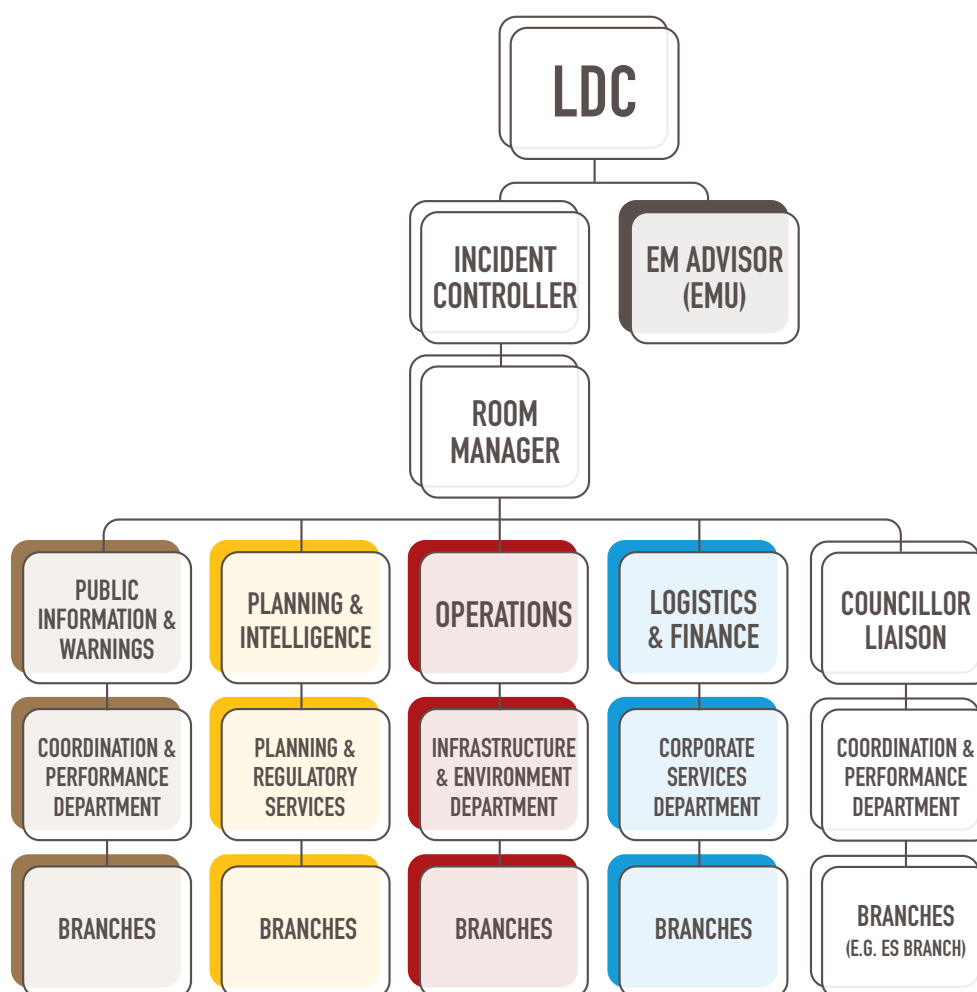 LDC
INCIDENT
CONTROLLER
EM ADVISOR
(EMU)
ROOM
MANAGER
PUBLIC
INFORMATION &
WARNINGS
PLANNING &
INTELLIGENCE
OPERATIONS
LOGISTICS
& FINANCE
COUNCILLOR
LIAISON
COORDINATION &
PERFORMANCE
DEPARTMENT
PLANNING &
REGULATORY
SERVICES
INFRASTRUCTURE
& ENVIRONMENT
DEPARTMENT
CORPORATE
SERVICES
DEPARTMENT
COORDINATION &
PERFORMANCE
DEPARTMENT
BRANCHES
BRANCHES
BRANCHES
BRANCHES
BRANCHES
(E.G. ES BRANCH)